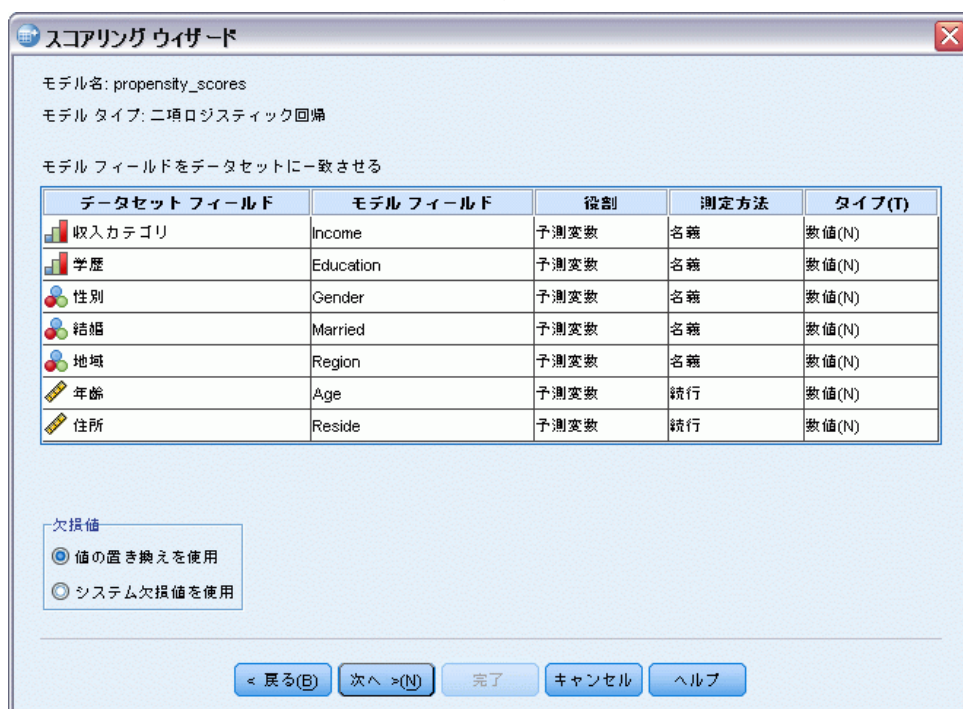 スコアリング ウィザード
モデル名: propensity_scores
モデル タイプ: 二項ロジスティック回帰
モデル フィールドをデータセットに一致させる
データセット フィールド モデル フィールド 役割 測定方法 タイプ(T)
収入カテゴリ Income 予測変数 名義 数値(N)
学歴 Education 予測変数 名義 数値(N)
性別 Gender 予測変数 名義 数値(N)
結婚 Married 予測変数 名義 数値(N)
地域 Region 予測変数 名義 数値(N)
年齢 Age 予測変数 続行 数値(N)
住所 Reside 予測変数 続行 数値(N)
欠損値
値の置き換えを使用
システム欠損値を使用
< 戻る(B) 次へ >(N) 完了 キャンセル ヘルプ